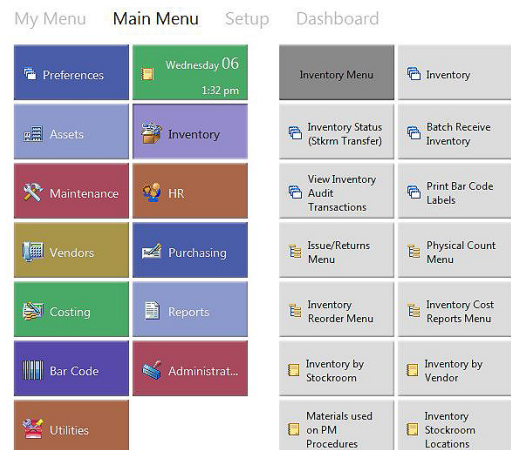 My Menu Main Menu Setup Dashboard
Preferences
Wednesday 06
1:32 pm
Inventory Menu
Inventory
Assets
Inventory
Inventory Status
(Stkrm Transfer)
Batch Receive
Inventory
Maintenance
HR
View Inventory
Audit
Transactions
Print Bar Code
Labels
Vendors
Purchasing
Issue/Returns
Menu
Physical Count
Menu
Costing
Reports
Inventory
Reorder Menu
Inventory Cost
Reports Menu
Bar Code
Administrat...
Inventory by
Stockroom
Inventory by
Vendor
Utilities
Materials used
on PM
Procedures
Inventory
Stockroom
Locations